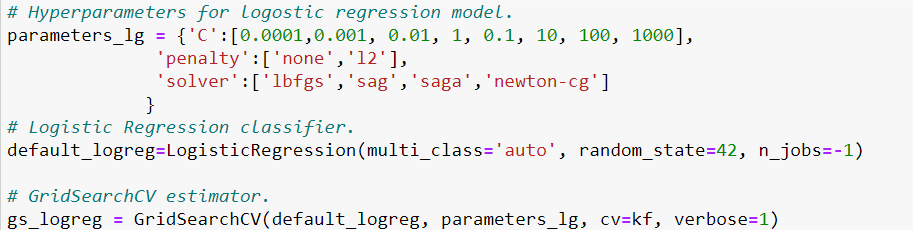 # Hyperparameters for logostic regression model.
parameters_lg = {'C':[0.0001,0.001, 0.01, 1, 0.1, 10, 100, 1000],
'penalty':['none','l2'],
'solver':['lbfgs','sag','saga','newton-cg']
}
# Logistic Regression classifier.
default_logreg=LogisticRegression(multi_class='auto', random_state=42, n_jobs=-1)
# GridSearchCV estimator.
gs_logreg = GridSearchCV(default_logreg, parameters_lg, cv=kf, verbose=1)